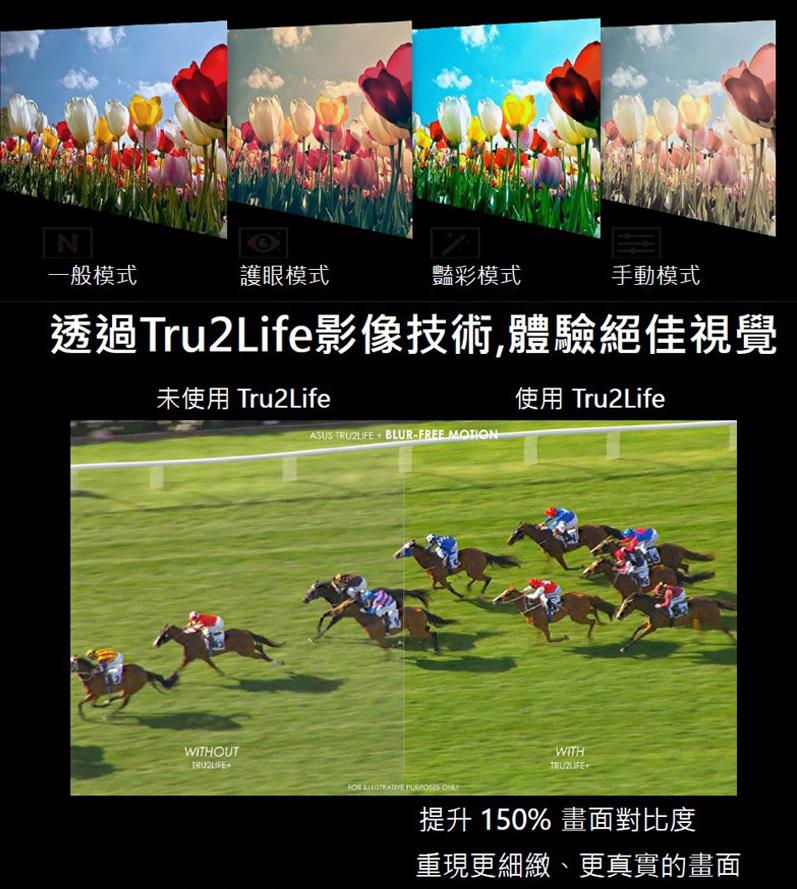 N
一般模式
護眼模式
豔彩模式
手動模式
透過Tru2Life影像技術,體驗絕佳視覺
未使用 Tru2Life
使用 Tru2Life
ASUS TRU2LIFE + BLUR-FREE MOTION
WITHOUT
TRU2LIFE+
WITH
TRU2LIFE+
FOR ILLUSTRATIVE PURPOSES ONLY
提升 150% 畫面對比度
重現更細緻、更真實的畫面